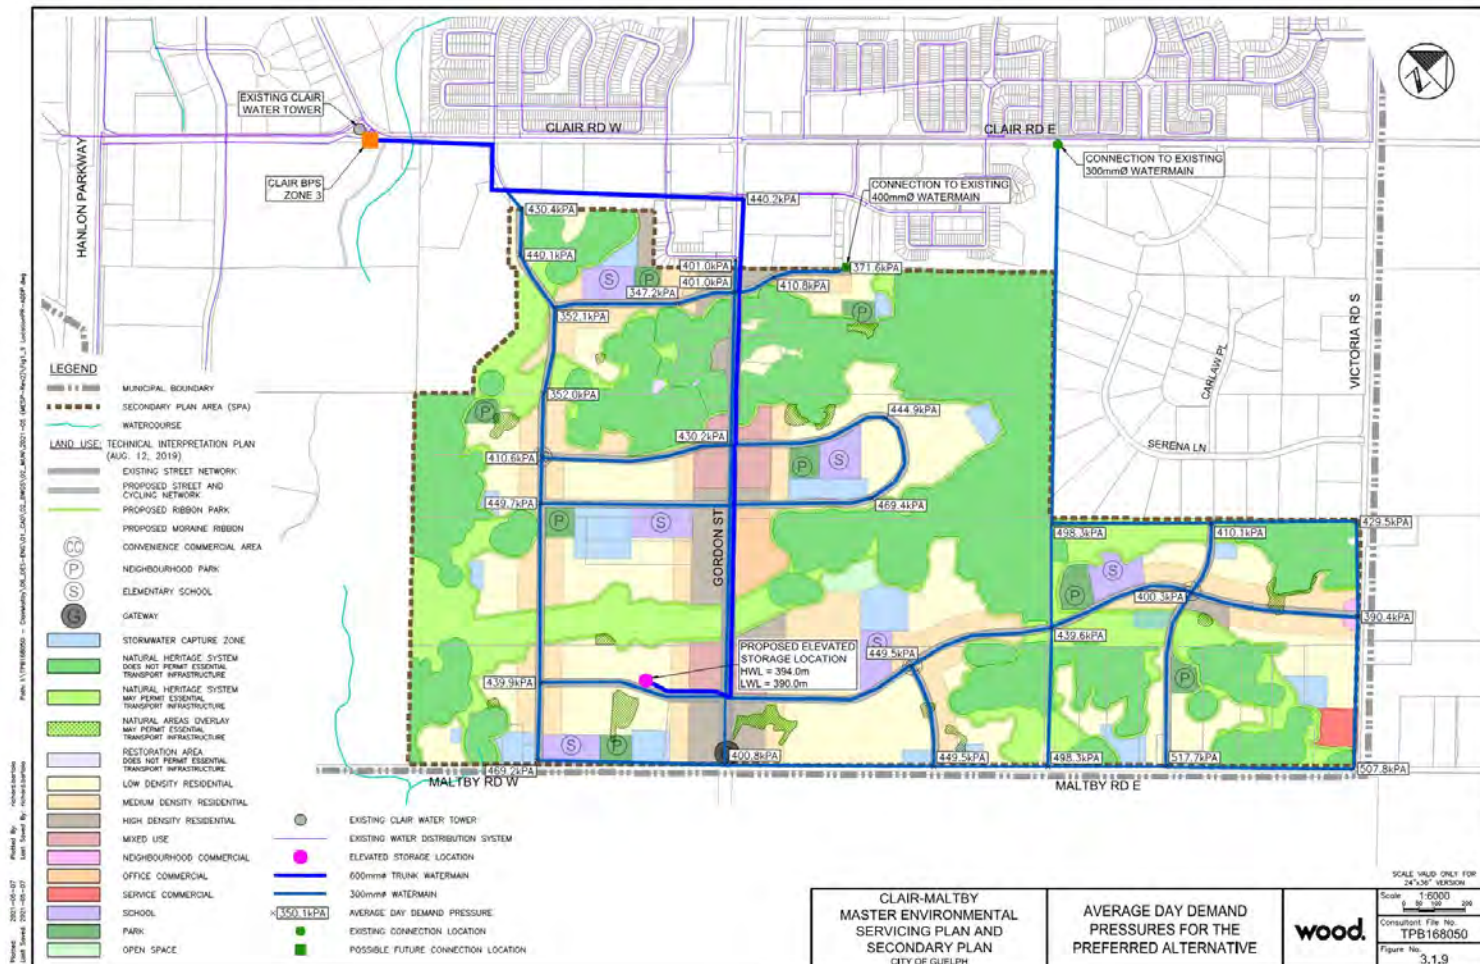 EXISTING CLAIR
WATER TOWER
CLAIR RD W
CLAIR RD E
CONNECTION TO EXISTING
300mmØ WATERMAIN
HANLON PARKWAY
CLAIR BPS
ZONE 3
CONNECTION TO EXISTING
400mmØ WATERMAIN
440.2kPA
430.4kPA
440.1kPA
401.0kPA
371.6kPA
401.0kPA
410.8kPA
347.2kPA
352.1kPA
S
P
P
VICTORIA RD S
CARLAW PL
SERENA LN
352.0kPA
P
444.9kPA
430.2kPA
410.6kPA
P
S
449.7kPA
469.4kPA
P
S
GORDON ST
498.3kPA
410.1kPA
429.5kPA
S
P
400.3kPA
390.4kPA
439.6kPA
S
449.5kPA
PROPOSED ELEVATED
STORAGE LOCATION
HWL = 394.0m
LWL = 390.0m
439.9kPA
P
S
P
400.8kPA
469.2kPA
449.5kPA
498.3kPA
517.7kPA
507.8kPA
MALTBY RD W
MALTBY RD E
LEGEND
MUNICIPAL BOUNDARY
SECONDARY PLAN AREA (SPA)
WATERCOURSE
LAND USE: TECHNICAL INTERPRETATION PLAN
(AUG. 12, 2019)
EXISTING STREET NETWORK
PROPOSED STREET AND
CYCLING NETWORK
PROPOSED RIBBON PARK
PROPOSED MORAINE RIBBON
CC CONVENIENCE COMMERCIAL AREA
P NEIGHBOURHOOD PARK
S ELEMENTARY SCHOOL
G GATEWAY
STORMWATER CAPTURE ZONE
NATURAL HERITAGE SYSTEM
DOES NOT PERMIT ESSENTIAL
TRANSPORT INFRASTRUCTURE
NATURAL HERITAGE SYSTEM
MAY PERMIT ESSENTIAL
TRANSPORT INFRASTRUCTURE
NATURAL AREAS OVERLAY
MAY PERMIT ESSENTIAL
TRANSPORT INFRASTRUCTURE
RESTORATION AREA
DOES NOT PERMIT ESSENTIAL
TRANSPORT INFRASTRUCTURE
LOW DENSITY RESIDENTIAL
MEDIUM DENSITY RESIDENTIAL
HIGH DENSITY RESIDENTIAL
MIXED USE
NEIGHBOURHOOD COMMERCIAL
OFFICE COMMERCIAL
SERVICE COMMERCIAL
SCHOOL
PARK
OPEN SPACE
EXISTING CLAIR WATER TOWER
EXISTING WATER DISTRIBUTION SYSTEM
ELEVATED STORAGE LOCATION
600mmø TRUNK WATERMAIN
300mmø WATERMAIN
×350.1kPA AVERAGE DAY DEMAND PRESSURE
EXISTING CONNECTION LOCATION
POSSIBLE FUTURE CONNECTION LOCATION
CLAIR-MALTBY
MASTER ENVIRONMENTAL
SERVICING PLAN AND
SECONDARY PLAN
CITY OF GUELPH
AVERAGE DAY DEMAND
PRESSURES FOR THE
PREFERRED ALTERNATIVE
wood.
SCALE VALID ONLY FOR
24"x36" VERSION
Scale 1:6000
0 50 100 200
Consultant File No.
TPB168050
Figure No.
3.1.9